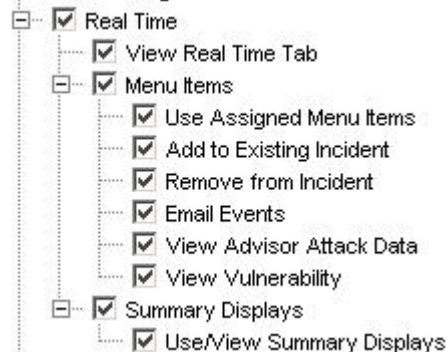 Real Time
View Real Time Tab
Menu Items
Use Assigned Menu Items
Add to Existing Incident
Remove from Incident
Email Events
View Advisor Attack Data
View Vulnerability
Summary Displays
Use/View Summary Displays